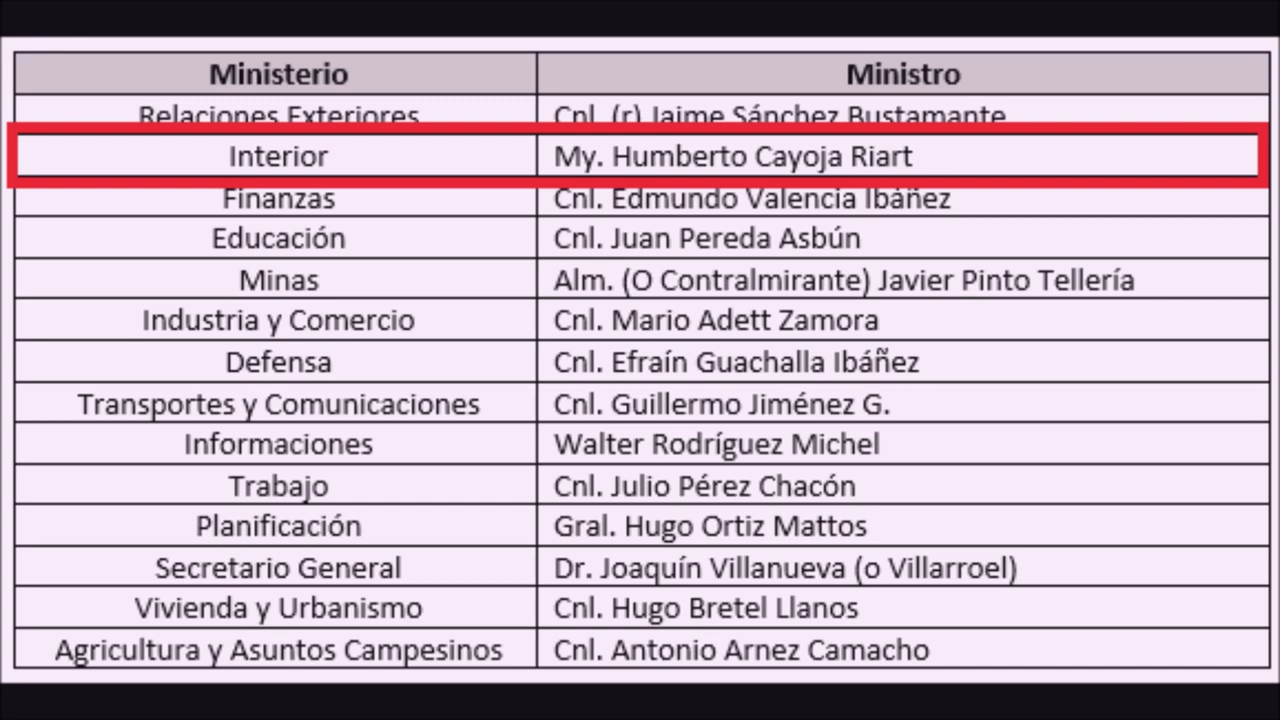 Ministerio Ministro
Relaciones Exteriores Cnl. (r) Jaime Sánchez Bustamante
Interior My. Humberto Cayoja Riart
Finanzas Cnl. Edmundo Valencia Ibáñez
Educación Cnl. Juan Pereda Asbún
Minas Alm. (O Contralmirante) Javier Pinto Tellería
Industria y Comercio Cnl. Mario Adett Zamora
Defensa Cnl. Efraín Guachalla Ibáñez
Transportes y Comunicaciones Cnl. Guillermo Jiménez G.
Informaciones Walter Rodríguez Michel
Trabajo Cnl. Julio Pérez Chacón
Planificación Gral. Hugo Ortiz Mattos
Secretario General Dr. Joaquín Villanueva (o Villarroel)
Vivienda y Urbanismo Cnl. Hugo Bretel Llanos
Agricultura y Asuntos Campesinos Cnl. Antonio Arnez Camacho